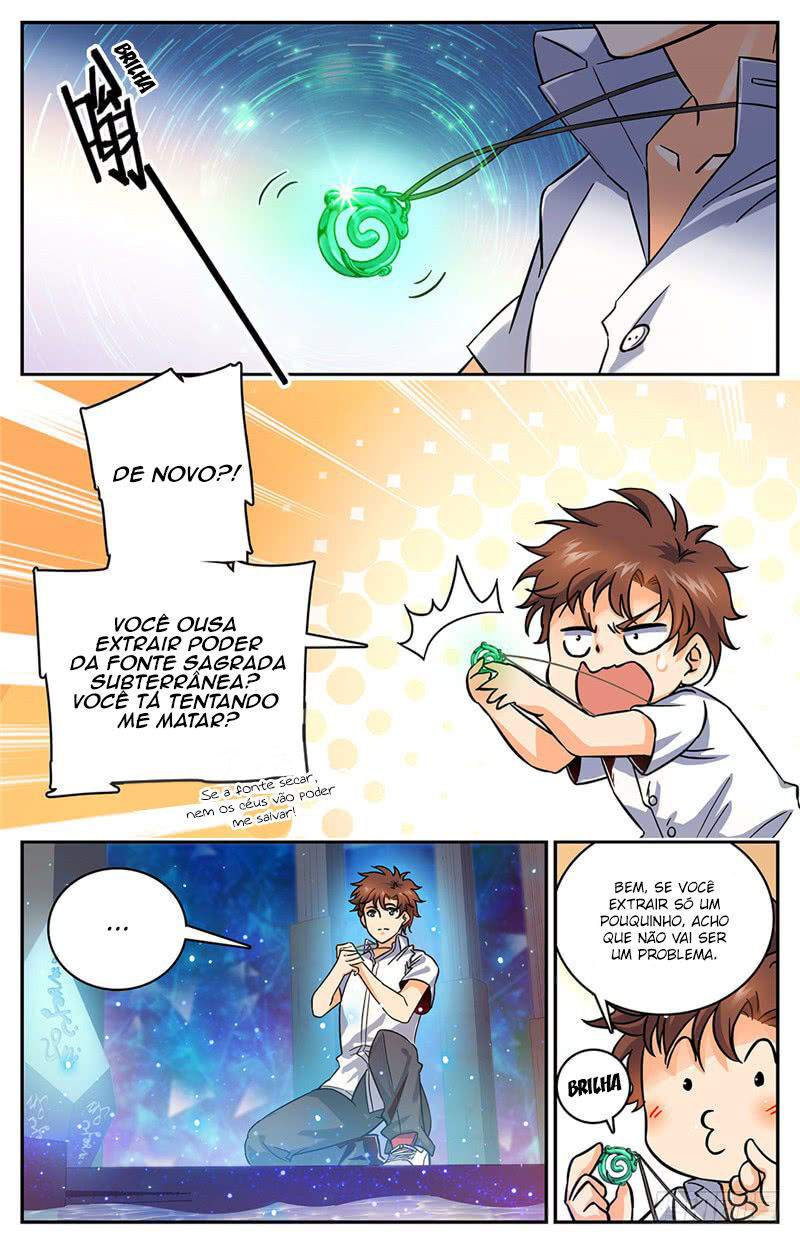 BRILHA
DE NOVO?!
VOCÊ OUSA
EXTRAIR PODER
DA FONTE SAGRADA
SUBTERRÂNEA?
VOCÊ TÁ TENTANDO
ME MATAR?
Se a fonte secar,
nem os céus vão poder
me salvar!
...
BEM, SE VOCÊ
EXTRAIR SÓ UM
POUQUINHO, ACHO
QUE NÃO VAI SER
UM PROBLEMA.
BRILHA